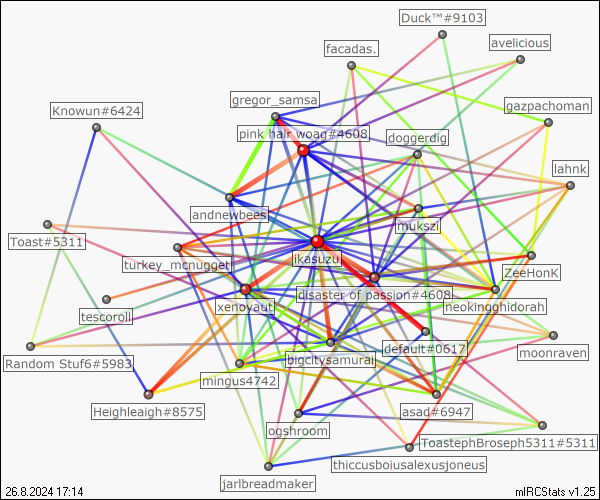 Duck™#9103
avelicious
facadas.
gregor_samsa
Knowun#6424
gazpachoman
pink hair woag#4608
doggerdig
lahnk
andnewbees
mukszi
Toast#5311
turkey_mcnugget
ikasuzu
ZeeHonK
disaster of passion#4608
xenoyaut
neokingghidorah
tescoroll
Random Stuf6#5983
bigcitysamurai
default#0617
moonraven
mingus4742
Heighleaigh#8575
asad#6947
ogshroom
ToastephBroseph5311#5311
thiccusboiusalexusjoneus
jarlbreadmaker
26.8.2024 17:14
mIRCStats v1.25